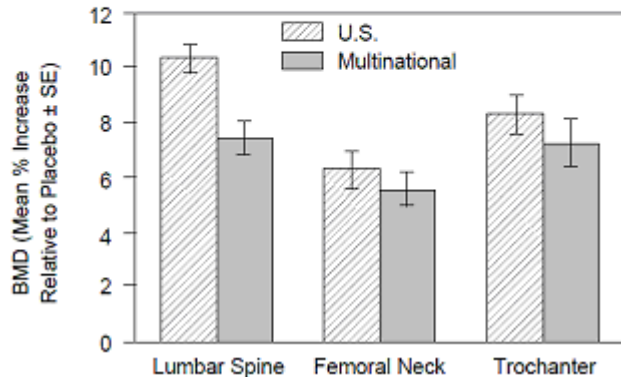 BMD (Mean % Increase
Relative to Placebo ± SE)
12
10
8
6
4
2
0
U.S.
Multinational
Lumbar Spine Femoral Neck Trochanter